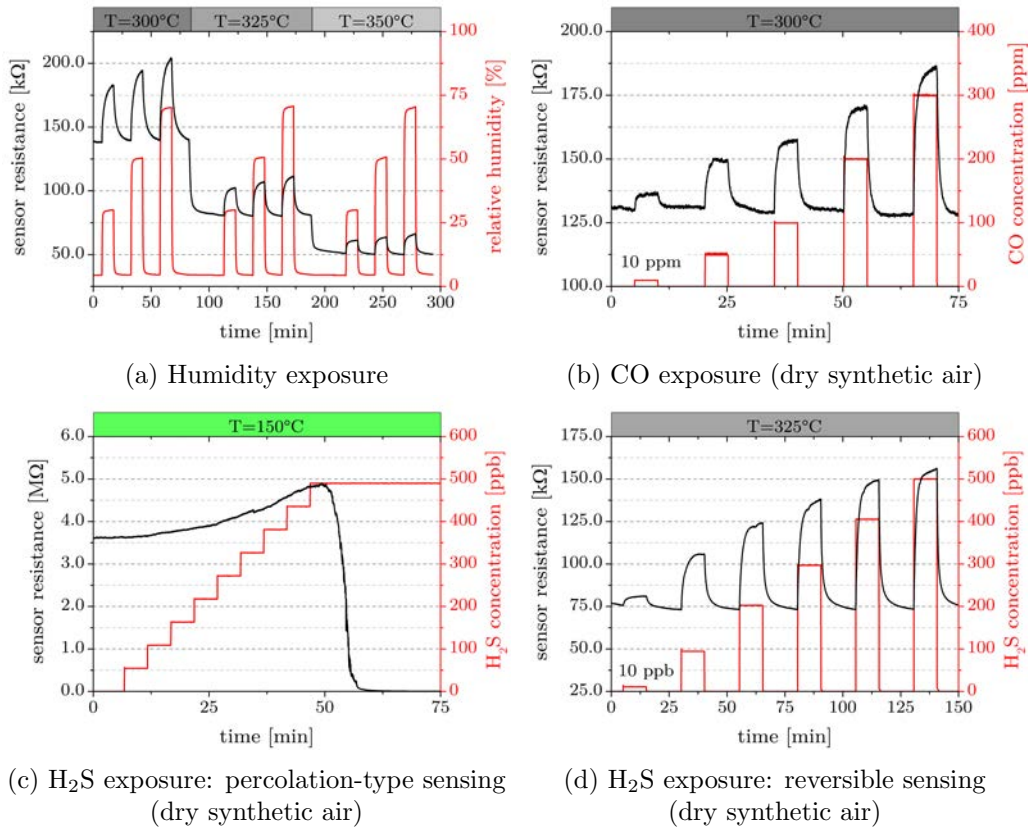 T=300°C T=325°C T=350°C
200.0
150.0
100.0
50.0
100
75
50
25
0
sensor resistance [kΩ]
relative humidity [%]
0 50 100 150 200 250 300
time [min]
(a) Humidity exposure
T=300°C
200.0
175.0
150.0
125.0
100.0
400
300
200
100
0
sensor resistance [kΩ]
CO concentration [ppm]
10 ppm
0 25 50 75
time [min]
(b) CO exposure (dry synthetic air)
T=150°C
6.0
5.0
4.0
3.0
2.0
1.0
0.0
600
500
400
300
200
100
0
sensor resistance [MΩ]
H₂S concentration [ppb]
0 25 50 75
time [min]
(c) H₂S exposure: percolation-type sensing
(dry synthetic air)
T=325°C
175.0
150.0
125.0
100.0
75.0
50.0
25.0
600
500
400
300
200
100
0
sensor resistance [kΩ]
H₂S concentration [ppb]
10 ppb
0 25 50 75 100 125 150
time [min]
(d) H₂S exposure: reversible sensing
(dry synthetic air)